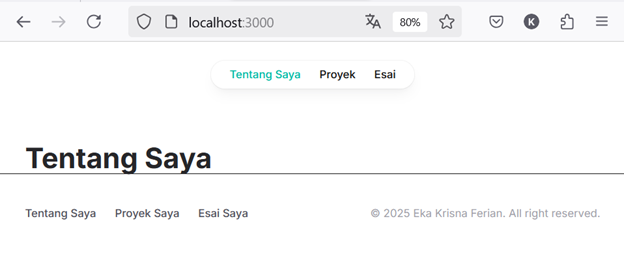 localhost:3000
80%
K
Tentang Saya Proyek Esai
Tentang Saya
Tentang Saya Proyek Saya Esai Saya
© 2025 Eka Krisna Ferian. All right reserved.